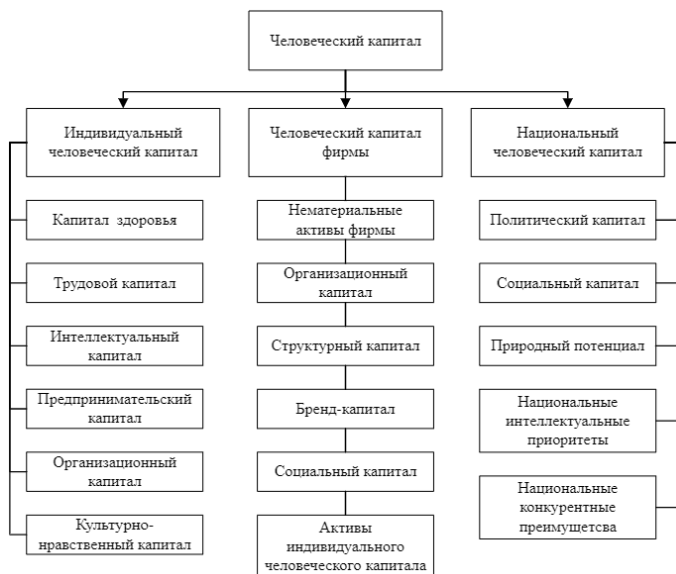 Человеческий капитал
Индивидуальный
человеческий капитал
Капитал здоровья
Трудовой капитал
Интеллектуальный
капитал
Предпринимательский
капитал
Организационный
капитал
Культурно-
нравственный капитал
Человеческий капитал
фирмы
Нематериальные
активы фирмы
Организационный
капитал
Структурный капитал
Бренд-капитал
Социальный капитал
Активы
индивидуального
человеческого капитала
Национальный
человеческий капитал
Политический капитал
Социальный капитал
Природный потенциал
Национальные
интеллектуальные
приоритеты
Национальные
конкурентные
преимущетсва